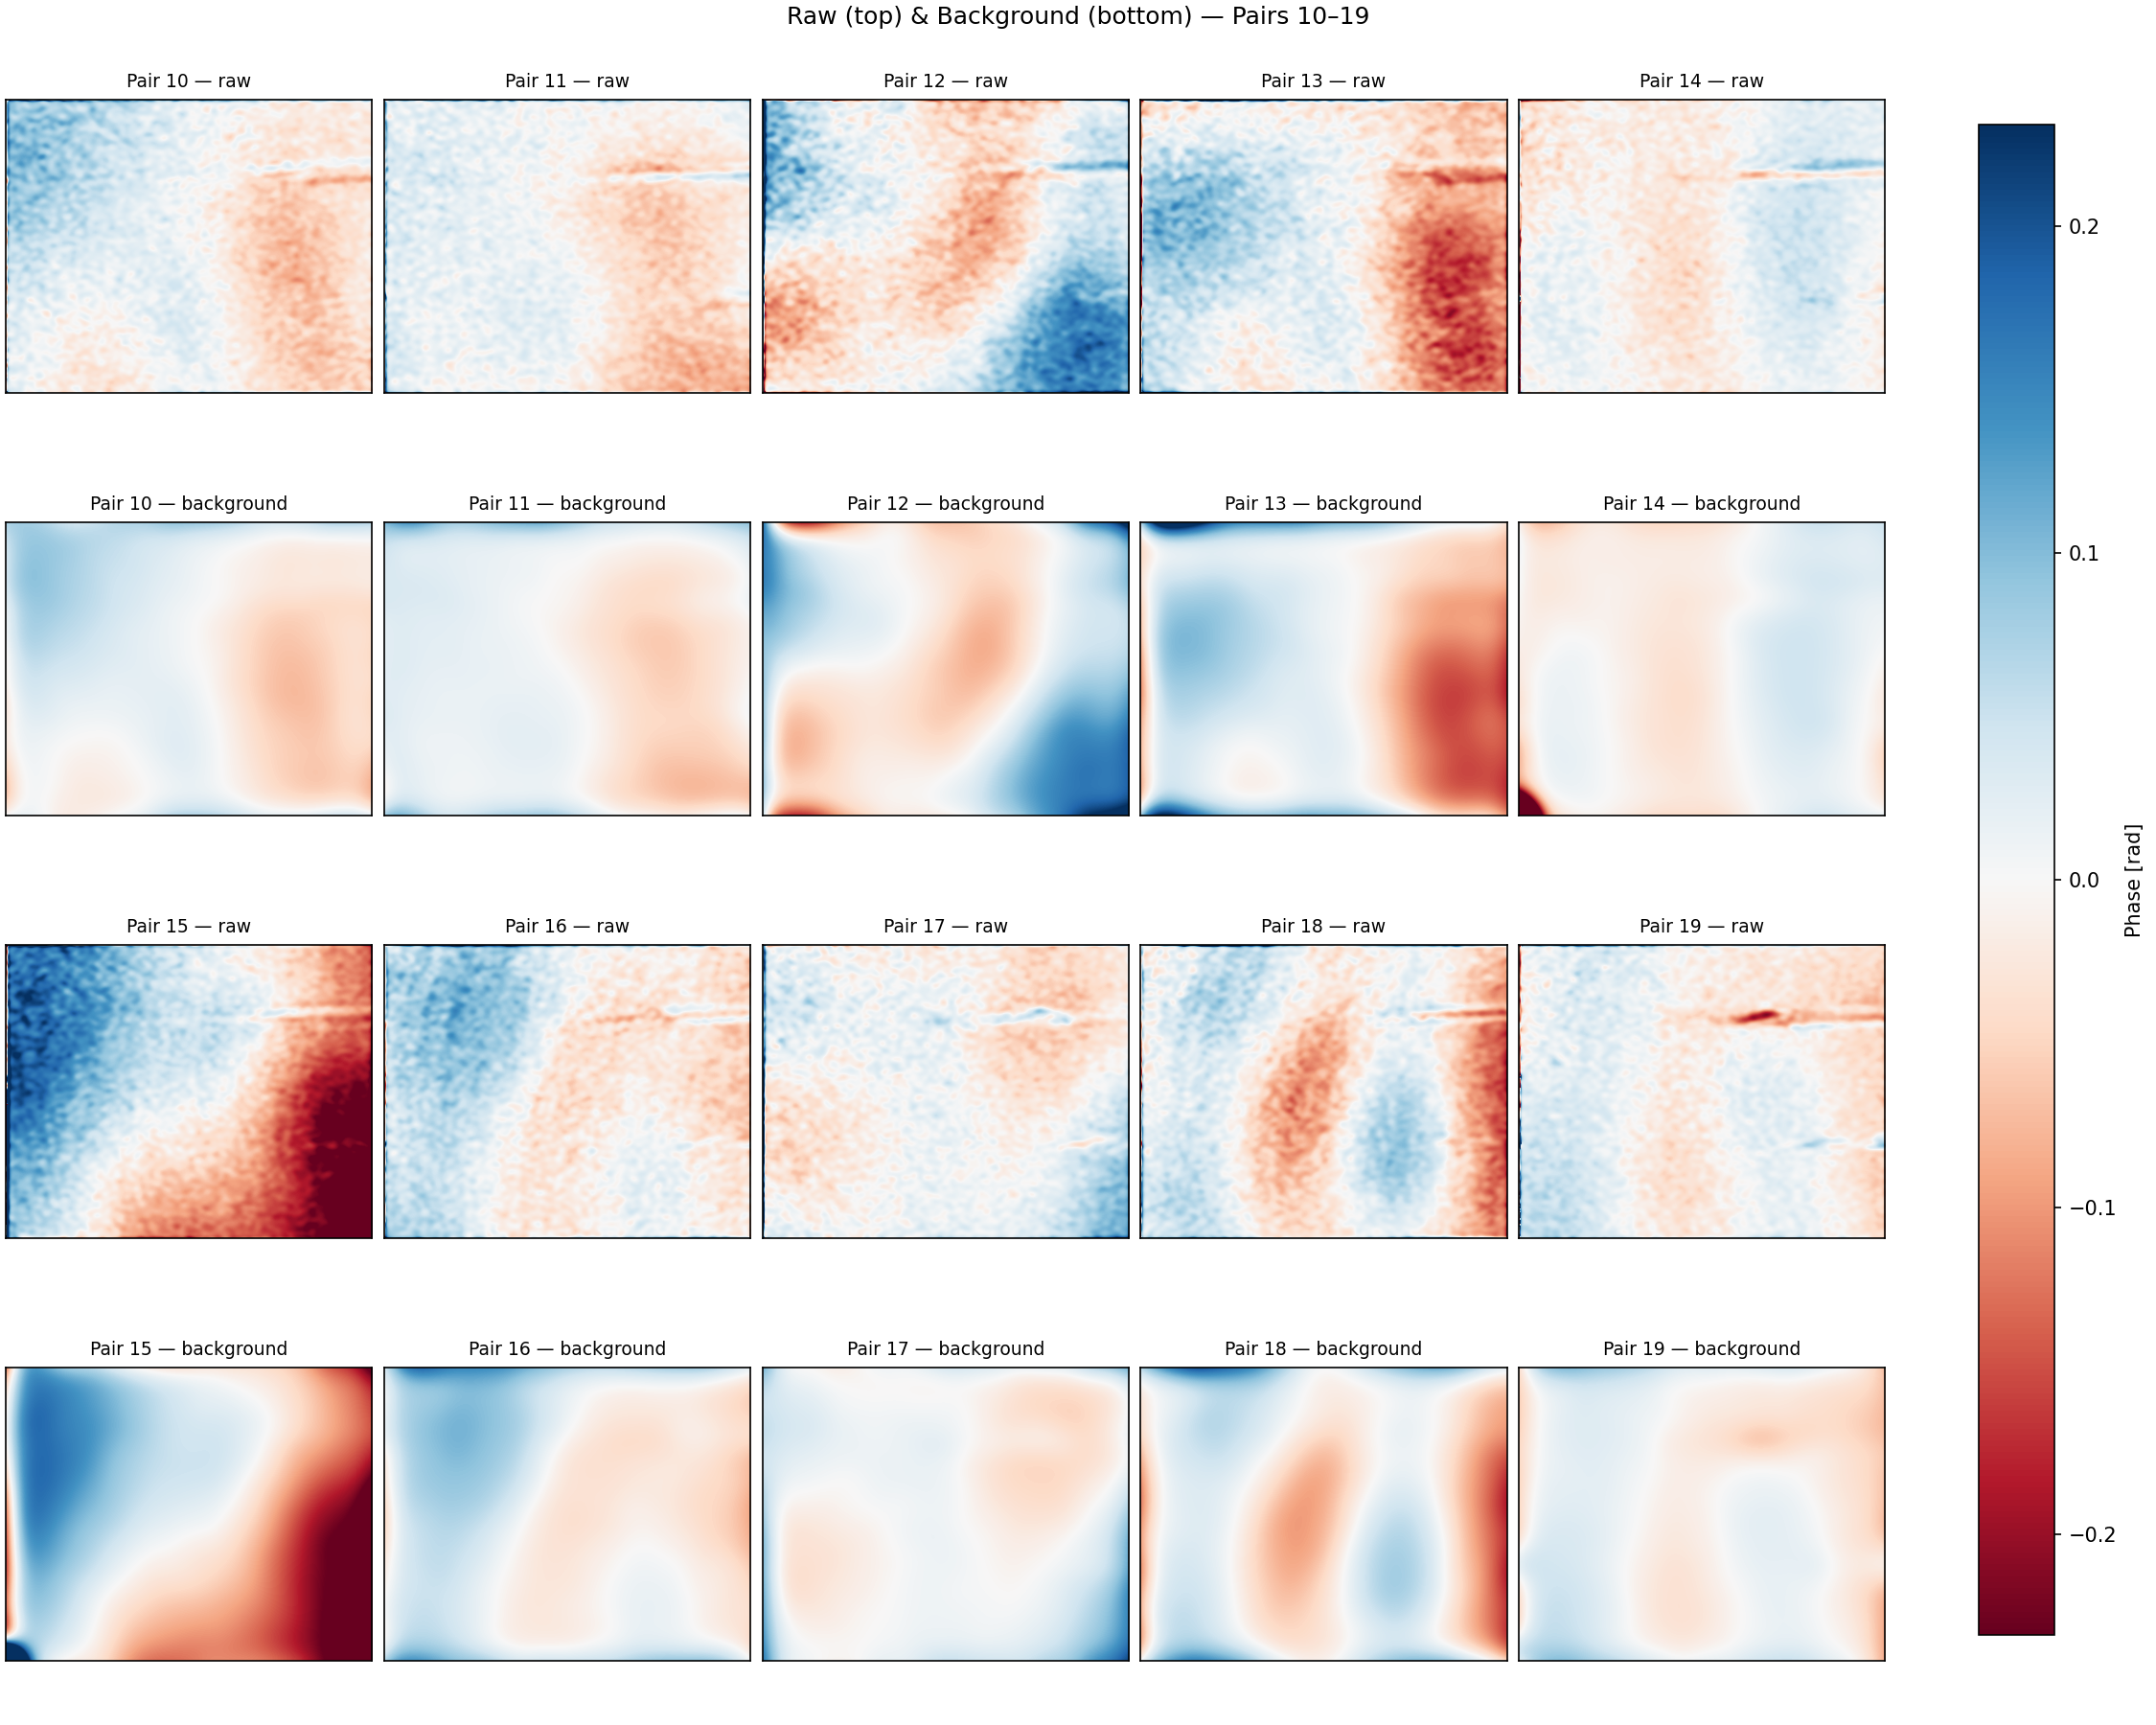 Raw (top) & Background (bottom) — Pairs 10–19
Pair 10 — raw
Pair 11 — raw
Pair 12 — raw
Pair 13 — raw
Pair 14 — raw
Pair 10 — background
Pair 11 — background
Pair 12 — background
Pair 13 — background
Pair 14 — background
Pair 15 — raw
Pair 16 — raw
Pair 17 — raw
Pair 18 — raw
Pair 19 — raw
Pair 15 — background
Pair 16 — background
Pair 17 — background
Pair 18 — background
Pair 19 — background
0.2
0.1
0.0
−0.1
−0.2
Phase [rad]